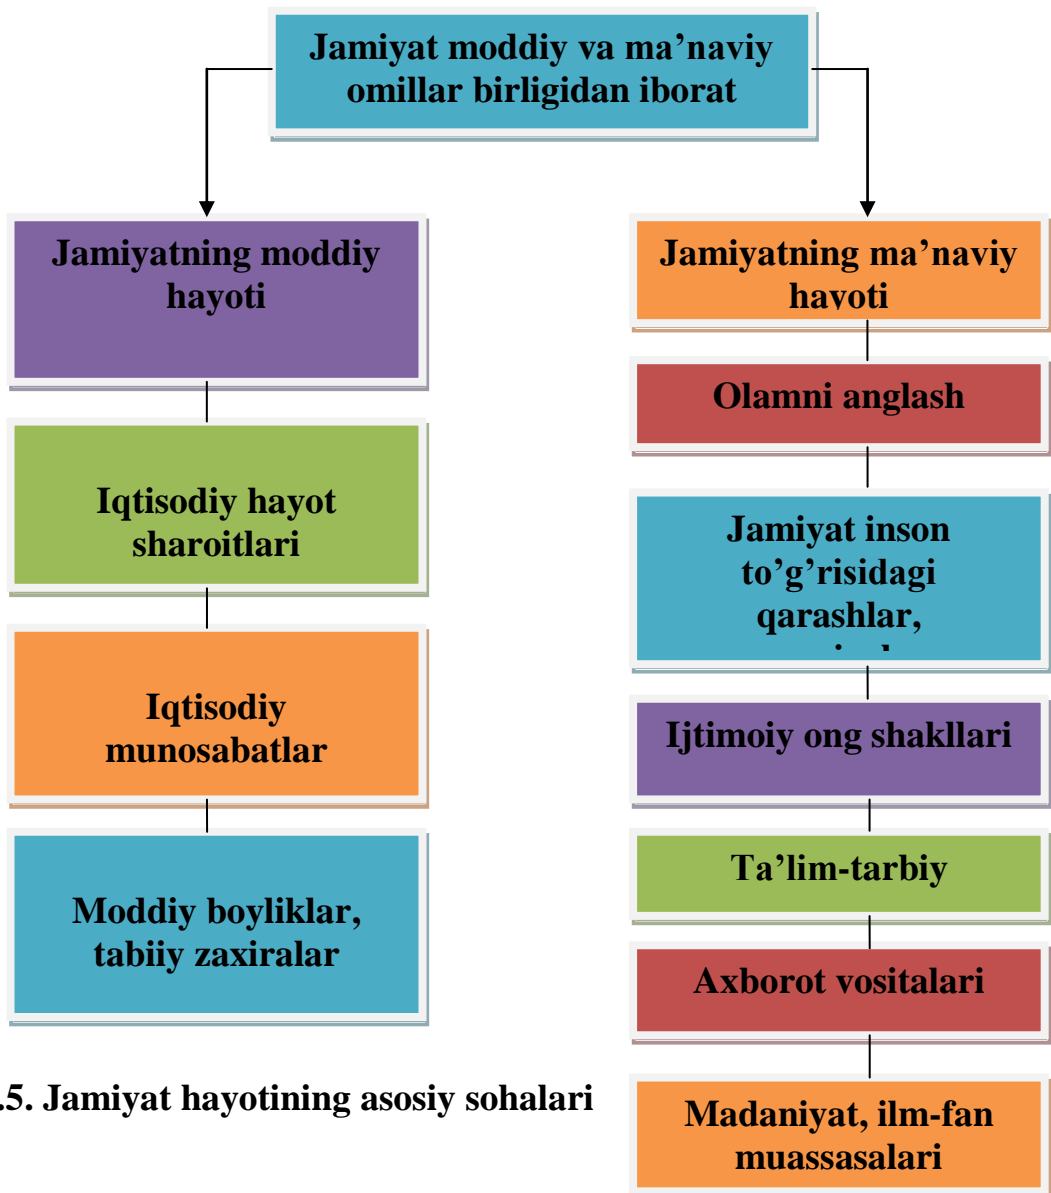 Jamiyat moddiy va ma’naviy
omillar birligidan iborat
Jamiyatning moddiy
hayoti
Iqtisodiy hayot
sharoitlari
Iqtisodiy
munosabatlar
Moddiy boyliklar,
tabiiy zaxiralar
Jamiyatning ma’naviy
hayoti
Olamni anglash
Jamiyat inson
to’g’risidagi
qarashlar,
Ijtimoiy ong shakllari
Ta’lim-tarbiy
Axborot vositalari
Madaniyat, ilm-fan
muassasalari
.5. Jamiyat hayotining asosiy sohalari